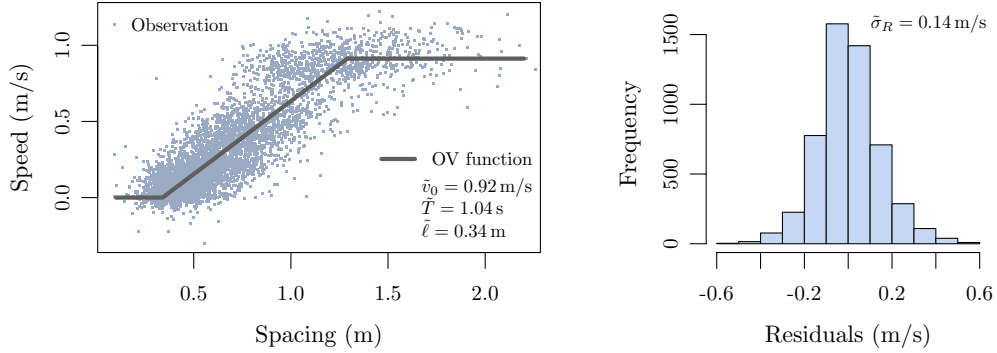 Observation
OV function
ṽ₀ = 0.92 m/s
T̃ = 1.04 s
ℓ̃ = 0.34 m
Speed (m/s)
1.0
0.5
0.0
0.5 1.0 1.5 2.0
Spacing (m)
σ̃_R = 0.14 m/s
Frequency
1500
1000
500
0
-0.6 -0.2 0.2 0.6
Residuals (m/s)